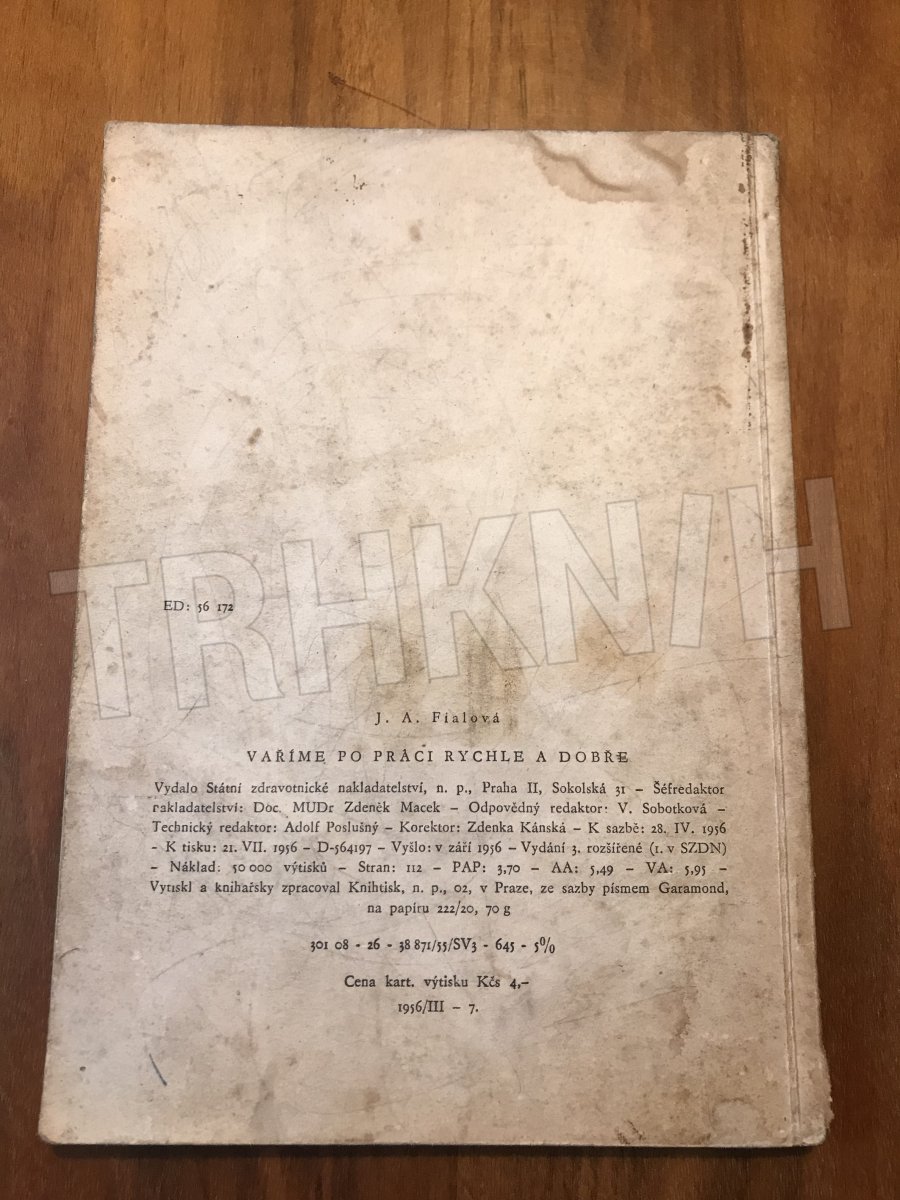 TRHKNIH
ED: 56 172
J. A. Fialová
VAŘÍME PO PRÁCI RYCHLE A DOBŘE
Vydalo Státní zdravotnické nakladatelství, n. p., Praha II, Sokolská 31 – Šéfredaktor
nakladatelství: Doc. MUDr Zdeněk Macek – Odpovědný redaktor: V. Sobotková –
Technický redaktor: Adolf Poslušný – Korektor: Zdenka Kánská – K sazbě: 28. IV. 1956
– K tisku: 21. VII. 1956 – D-564197 – Vyšlo: v září 1956 – Vydání 3. rozšířené (1. v SZDN)
– Náklad: 50 000 výtisků – Stran: 112 – PAP: 3,70 – AA: 5,49 – VA: 5,95 –
Vytiskl a knihařsky zpracoval Knihtisk, n. p., 02, v Praze, ze sazby písmem Garamond,
na papíru 222/20, 70 g
301 08 - 26 - 38 871/55/SV3 - 645 - 5%
Cena kart. výtisku Kčs 4,–
1956/III – 7.